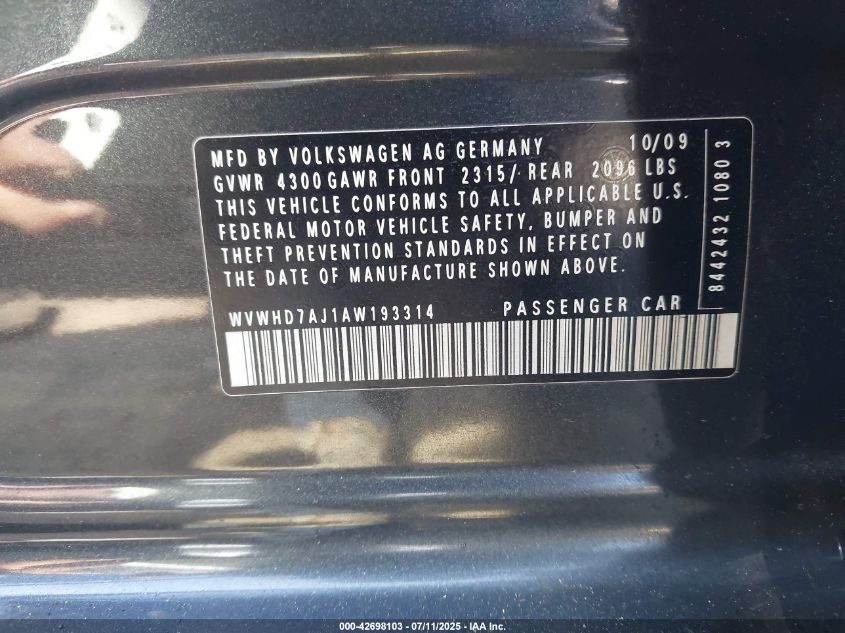 MFD BY VOLKSWAGEN AG GERMANY 10/09
GVWR 4300 GAWR FRONT 2315/ REAR 2096 LBS
THIS VEHICLE CONFORMS TO ALL APPLICABLE U.S.
FEDERAL MOTOR VEHICLE SAFETY, BUMPER AND
THEFT PREVENTION STANDARDS IN EFFECT ON
THE DATE OF MANUFACTURE SHOWN ABOVE.
WVWHD7AJ1AW193314 PASSENGER CAR
8442432 1080 3
000-42698103 - 07/11/2025 - IAA Inc.